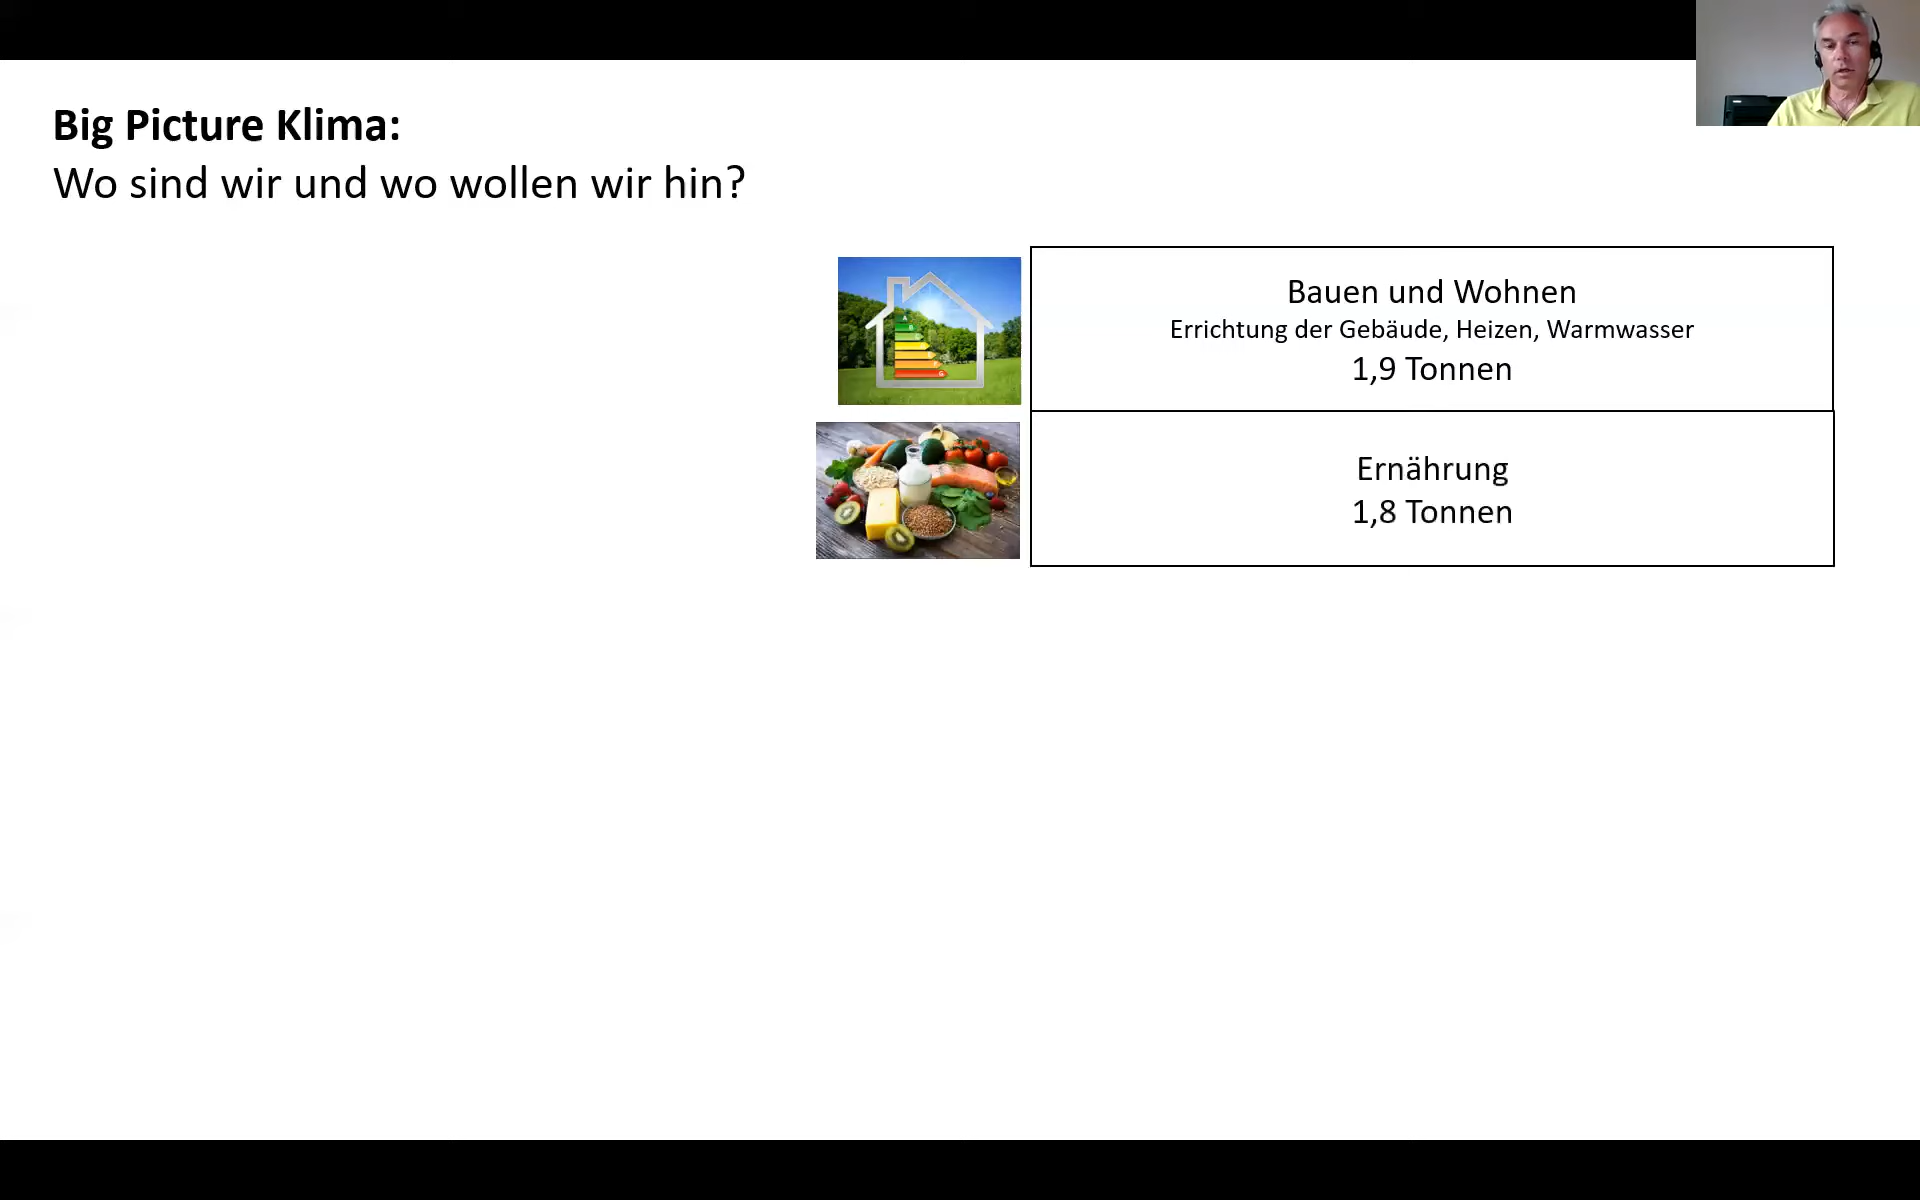 Big Picture Klima:
Wo sind wir und wo wollen wir hin?
Bauen und Wohnen
Errichtung der Gebäude, Heizen, Warmwasser
1,9 Tonnen
Ernährung
1,8 Tonnen
A
B
G